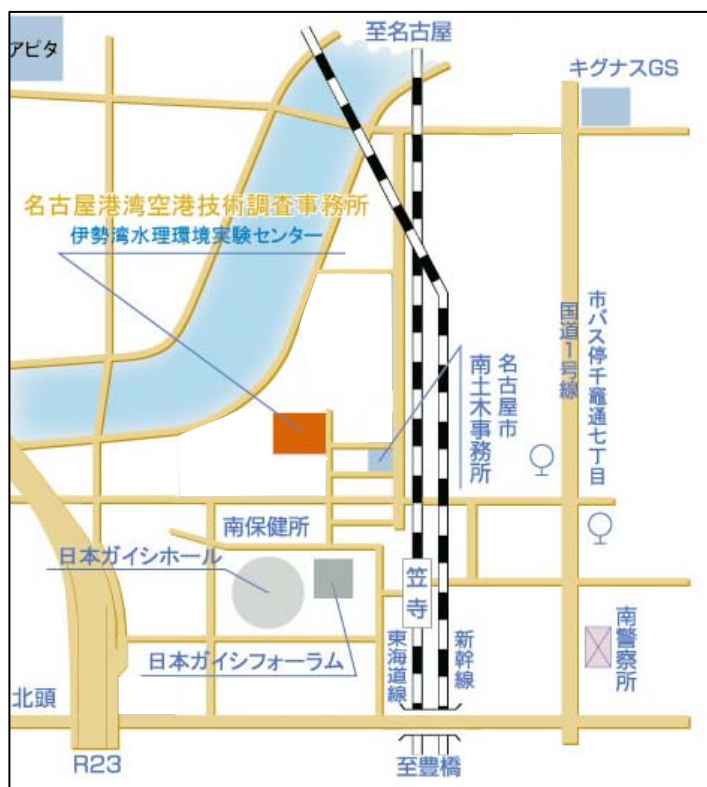 至名古屋
アピタ
キグナスGS
名古屋港湾空港技術調査事務所
伊勢湾水理環境実験センター
市バス停千竈通七丁目
国道1号線
名古屋市
南土木事務所
南保健所
日本ガイシホール
笠寺
日本ガイシフォーラム
東海道線
新幹線
南警察所
北頭
R23
至豊橋